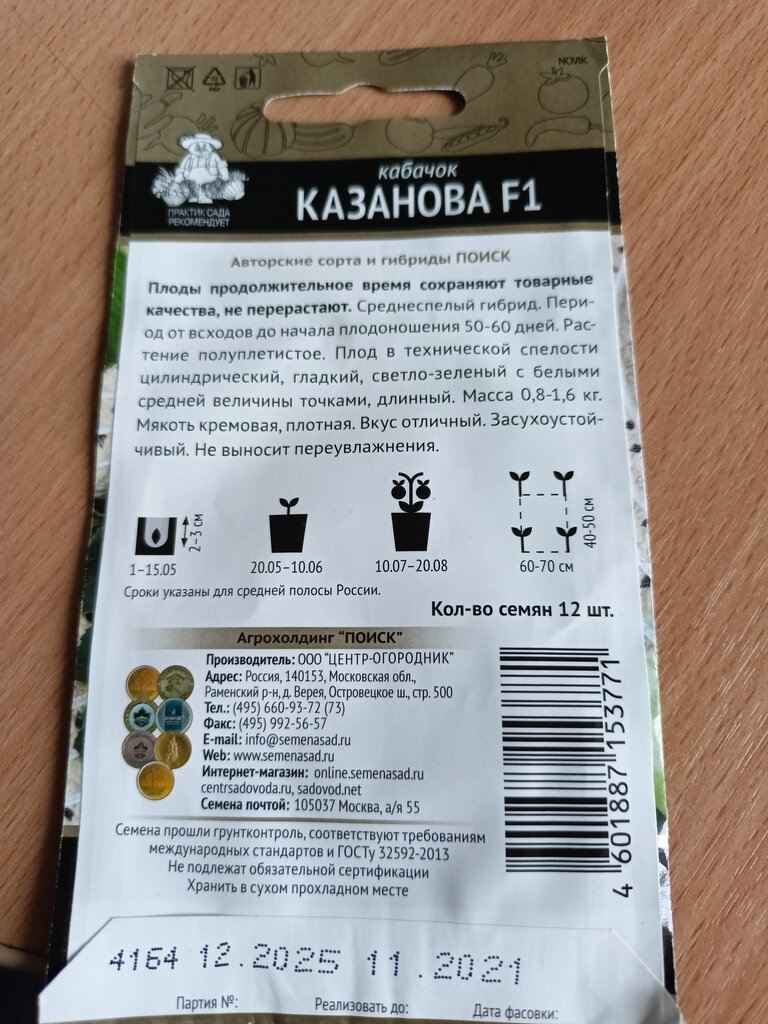 NOVIK
PAP
кабачок
КАЗАНОВА F1
ПРАКТИК САДА
РЕКОМЕНДУЕТ
Авторские сорта и гибриды ПОИСК
Плоды продолжительное время сохраняют товарные
качества, не перерастают. Среднеспелый гибрид. Пери-
од от всходов до начала плодоношения 50-60 дней. Рас-
тение полуплетистое. Плод в технической спелости
цилиндрический, гладкий, светло-зеленый с белыми
средней величины точками, длинный. Масса 0,8-1,6 кг.
Мякоть кремовая, плотная. Вкус отличный. Засухоустой-
чивый. Не выносит переувлажнения.
2–3 см
40-50 см
1–15.05
20.05–10.06
10.07–20.08
60-70 см
Сроки указаны для средней полосы России.
Кол-во семян 12 шт.
Агрохолдинг "ПОИСК"
Производитель: ООО "ЦЕНТР-ОГОРОДНИК"
Адрес: Россия, 140153, Московская обл.,
Раменский р-н, д. Верея, Островецкое ш., стр. 500
Тел.: (495) 660-93-72 (73)
Факс: (495) 992-56-57
E-mail: info@semenasad.ru
Web: www.semenasad.ru
Интернет-магазин: online.semenasad.ru
centrsadovoda.ru, sadovod.net
Семена почтой: 105037 Москва, а/я 55
4 601887 153771
Семена прошли грунтконтроль, соответствуют требованиям
международных стандартов и ГОСТу 32592-2013
Не подлежат обязательной сертификации
Хранить в сухом прохладном месте
4164 12.2025 11.2021
Партия №: Реализовать до: Дата фасовки: